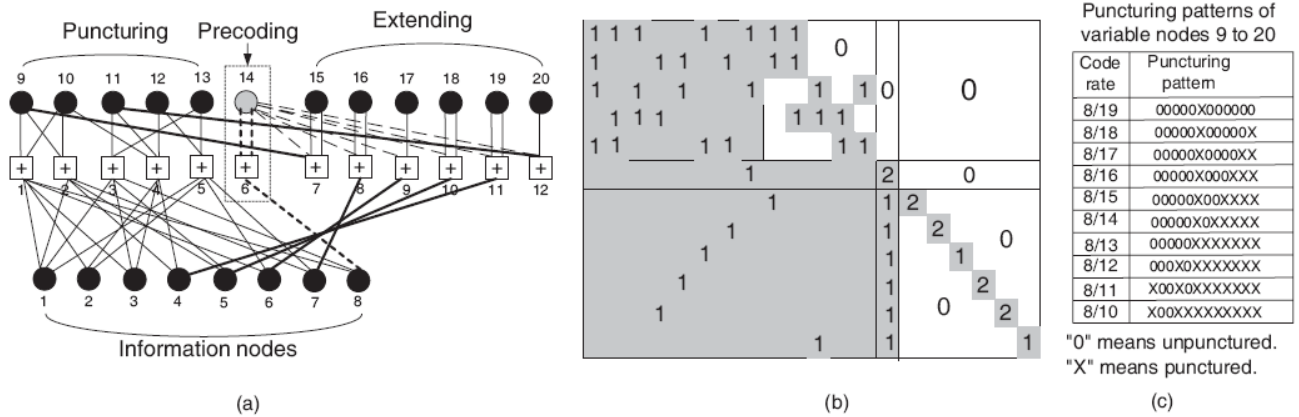 Puncturing Precoding Extending
9 10 11 12 13 14 15 16 17 18 19 20
+ + + + + + + + + + + +
1 2 3 4 5 6 7 8 9 10 11 12
1 2 3 4 5 6 7 8
Information nodes
(a)
1 1 1 1 1 1 1
0
1 1 1 1 1 1 1 1
1 1 1 1 1 1 0 0
1 1 1 1 1 1
1 1 1 1 1 1
1 2 0
1 1 2
1 1 2 0
1 1 1
1 1 2
0
1 1 2
1 1 1
(b)
Puncturing patterns of
variable nodes 9 to 20
Code rate Puncturing pattern
8/19 00000X000000
8/18 00000X00000X
8/17 00000X0000XX
8/16 00000X000XXX
8/15 00000X00XXXX
8/14 00000X0XXXXX
8/13 00000XXXXXXX
8/12 000X0XXXXXXX
8/11 X00X0XXXXXXX
8/10 X00XXXXXXXXX
"0" means unpunctured.
"X" means punctured.
(c)